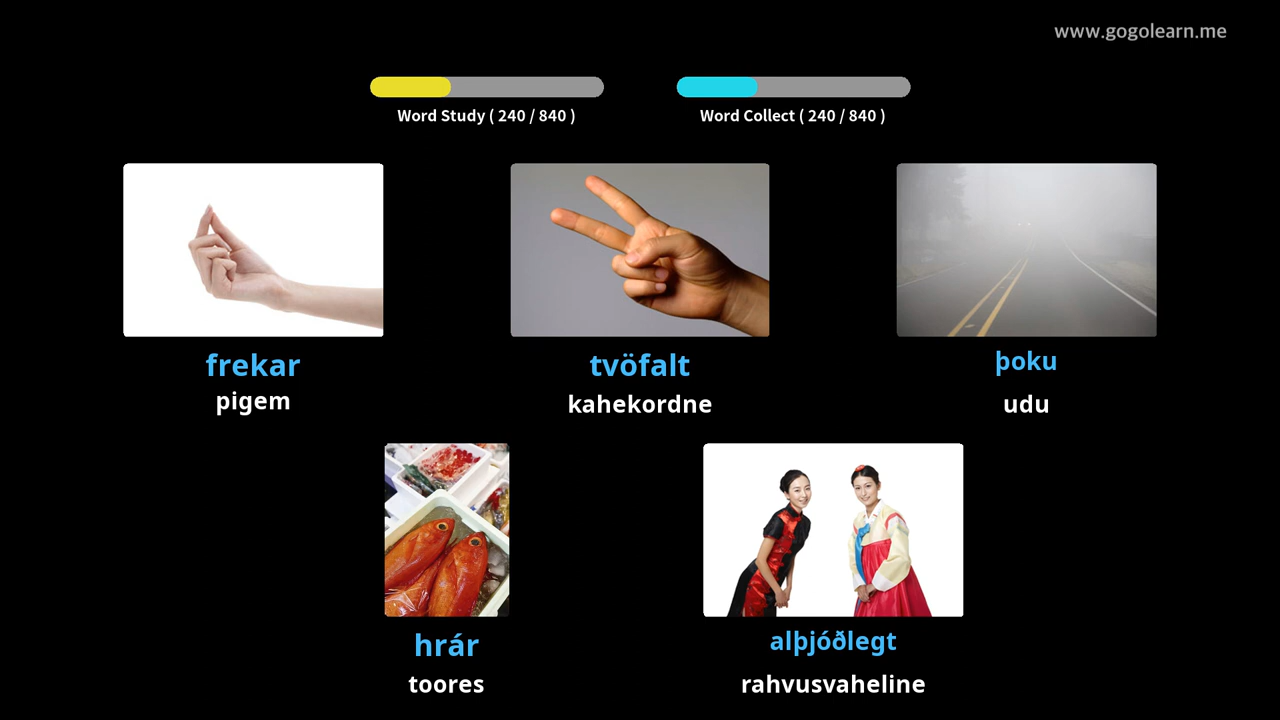 www.gogolearn.me
Word Study ( 240 / 840 )
Word Collect ( 240 / 840 )
frekar
pigem
tvöfalt
kahekordne
þoku
udu
hrár
toores
alþjóðlegt
rahvusvaheline